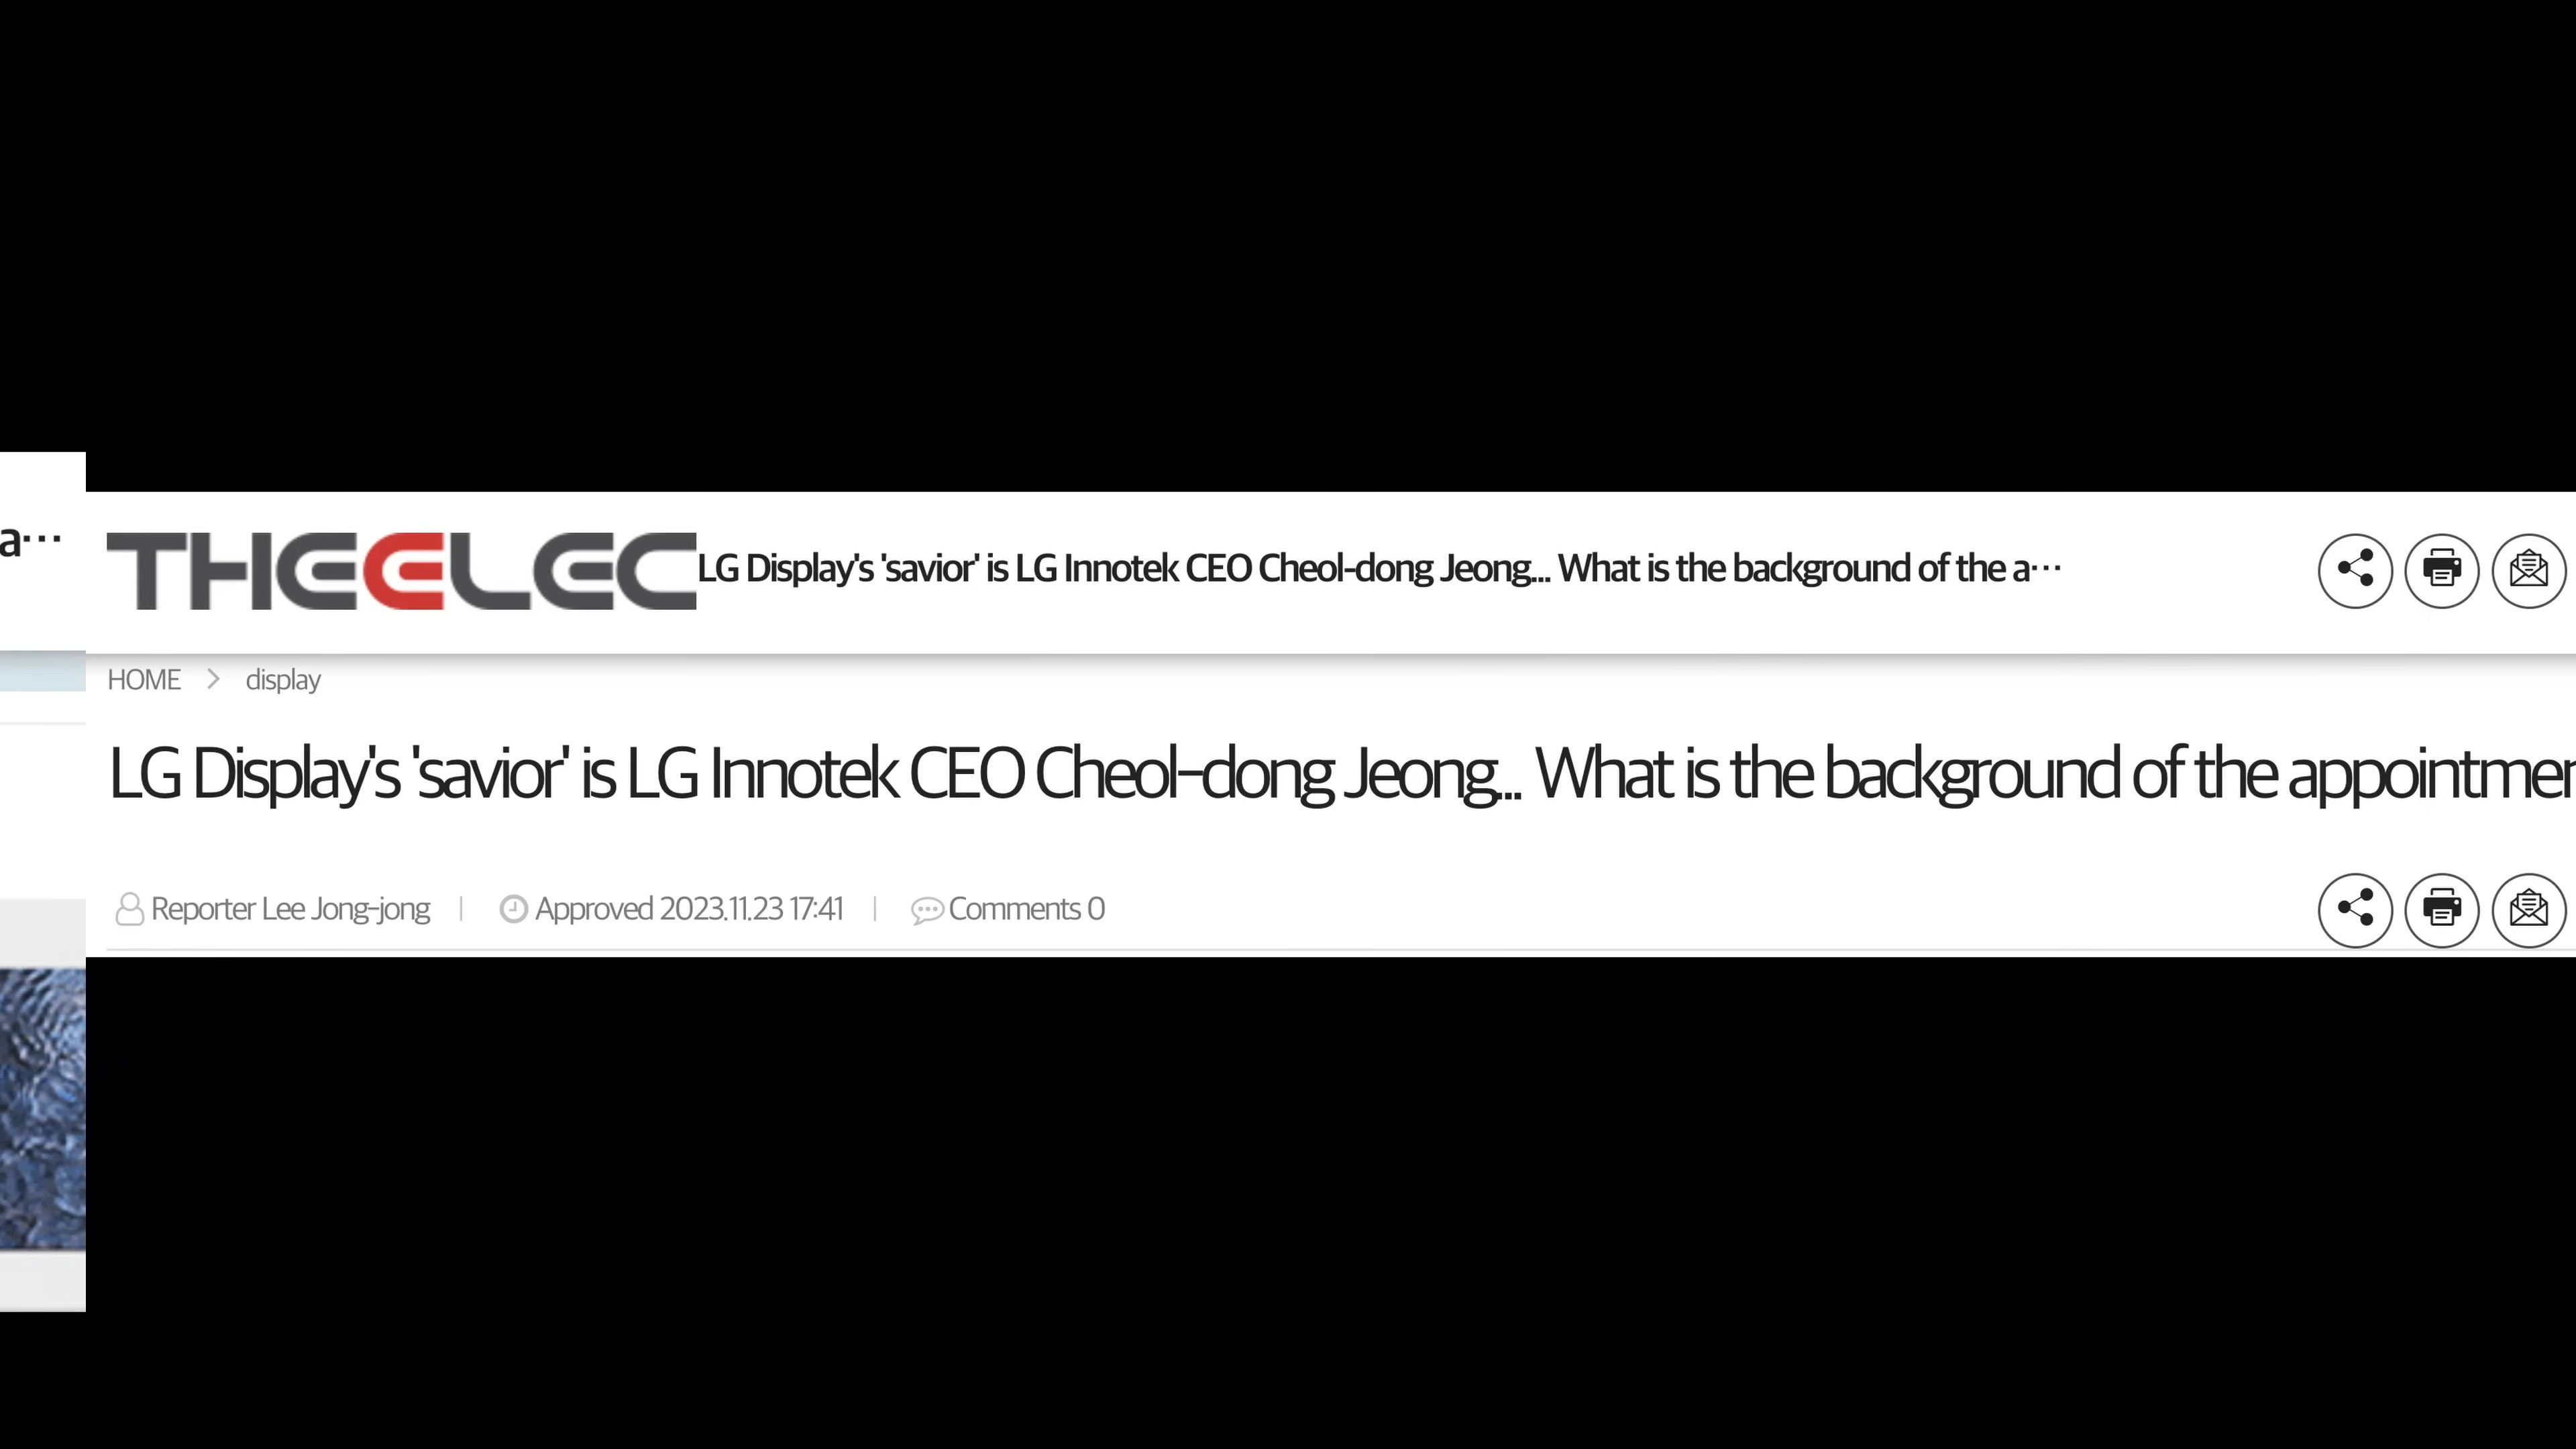 a…
THEELEC
LG Display's 'savior' is LG Innotek CEO Cheol-dong Jeong... What is the background of the a…
HOME > display
LG Display's 'savior' is LG Innotek CEO Cheol-dong Jeong... What is the background of the appointmen
Reporter Lee Jong-jong | Approved 2023.11.23 17:41 | Comments 0